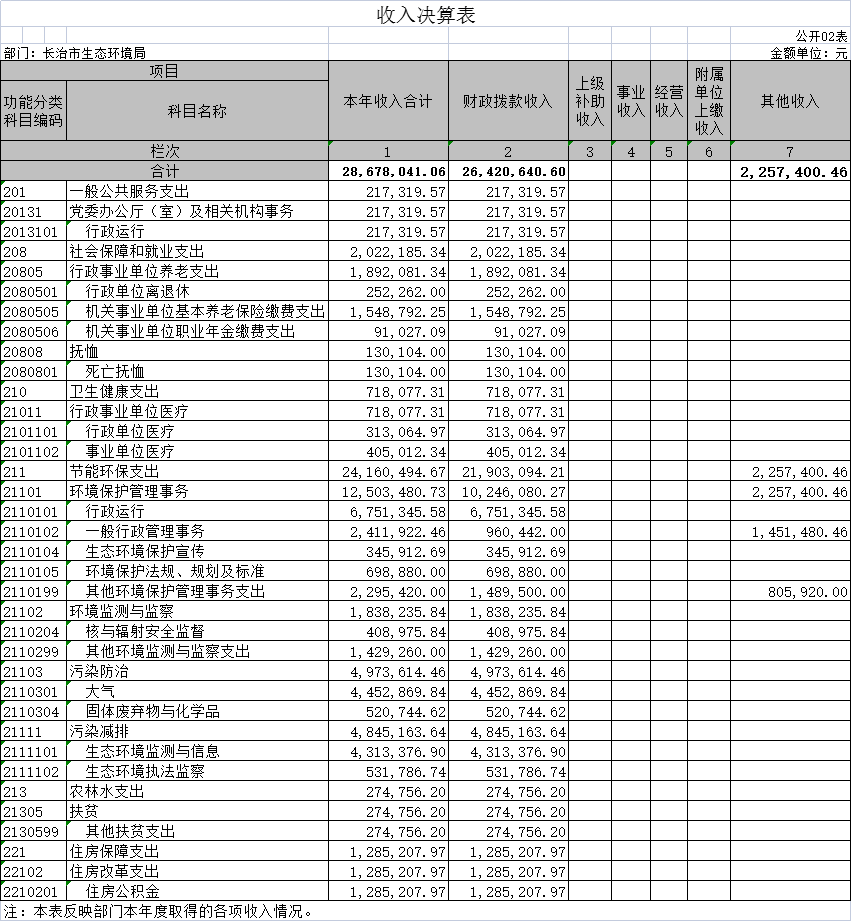 收入决算表
公开02表
部门：长治市生态环境局 金额单位：元
项目 本年收入合计 财政拨款收入 上级补助收入 事业收入 经营收入 附属单位上缴收入 其他收入
功能分类科目编码 科目名称
栏次 1 2 3 4 5 6 7
合计 28,678,041.06 26,420,640.60 2,257,400.46
201 一般公共服务支出 217,319.57 217,319.57
20131 党委办公厅（室）及相关机构事务 217,319.57 217,319.57
2013101 行政运行 217,319.57 217,319.57
208 社会保障和就业支出 2,022,185.34 2,022,185.34
20805 行政事业单位养老支出 1,892,081.34 1,892,081.34
2080501 行政单位离退休 252,262.00 252,262.00
2080505 机关事业单位基本养老保险缴费支出 1,548,792.25 1,548,792.25
2080506 机关事业单位职业年金缴费支出 91,027.09 91,027.09
20808 抚恤 130,104.00 130,104.00
2080801 死亡抚恤 130,104.00 130,104.00
210 卫生健康支出 718,077.31 718,077.31
21011 行政事业单位医疗 718,077.31 718,077.31
2101101 行政单位医疗 313,064.97 313,064.97
2101102 事业单位医疗 405,012.34 405,012.34
211 节能环保支出 24,160,494.67 21,903,094.21 2,257,400.46
21101 环境保护管理事务 12,503,480.73 10,246,080.27 2,257,400.46
2110101 行政运行 6,751,345.58 6,751,345.58
2110102 一般行政管理事务 2,411,922.46 960,442.00 1,451,480.46
2110104 生态环境保护宣传 345,912.69 345,912.69
2110105 环境保护法规、规划及标准 698,880.00 698,880.00
2110199 其他环境保护管理事务支出 2,295,420.00 1,489,500.00 805,920.00
21102 环境监测与监察 1,838,235.84 1,838,235.84
2110204 核与辐射安全监督 408,975.84 408,975.84
2110299 其他环境监测与监察支出 1,429,260.00 1,429,260.00
21103 污染防治 4,973,614.46 4,973,614.46
2110301 大气 4,452,869.84 4,452,869.84
2110304 固体废弃物与化学品 520,744.62 520,744.62
21111 污染减排 4,845,163.64 4,845,163.64
2111101 生态环境监测与信息 4,313,376.90 4,313,376.90
2111102 生态环境执法监察 531,786.74 531,786.74
213 农林水支出 274,756.20 274,756.20
21305 扶贫 274,756.20 274,756.20
2130599 其他扶贫支出 274,756.20 274,756.20
221 住房保障支出 1,285,207.97 1,285,207.97
22102 住房改革支出 1,285,207.97 1,285,207.97
2210201 住房公积金 1,285,207.97 1,285,207.97
注：本表反映部门本年度取得的各项收入情况。